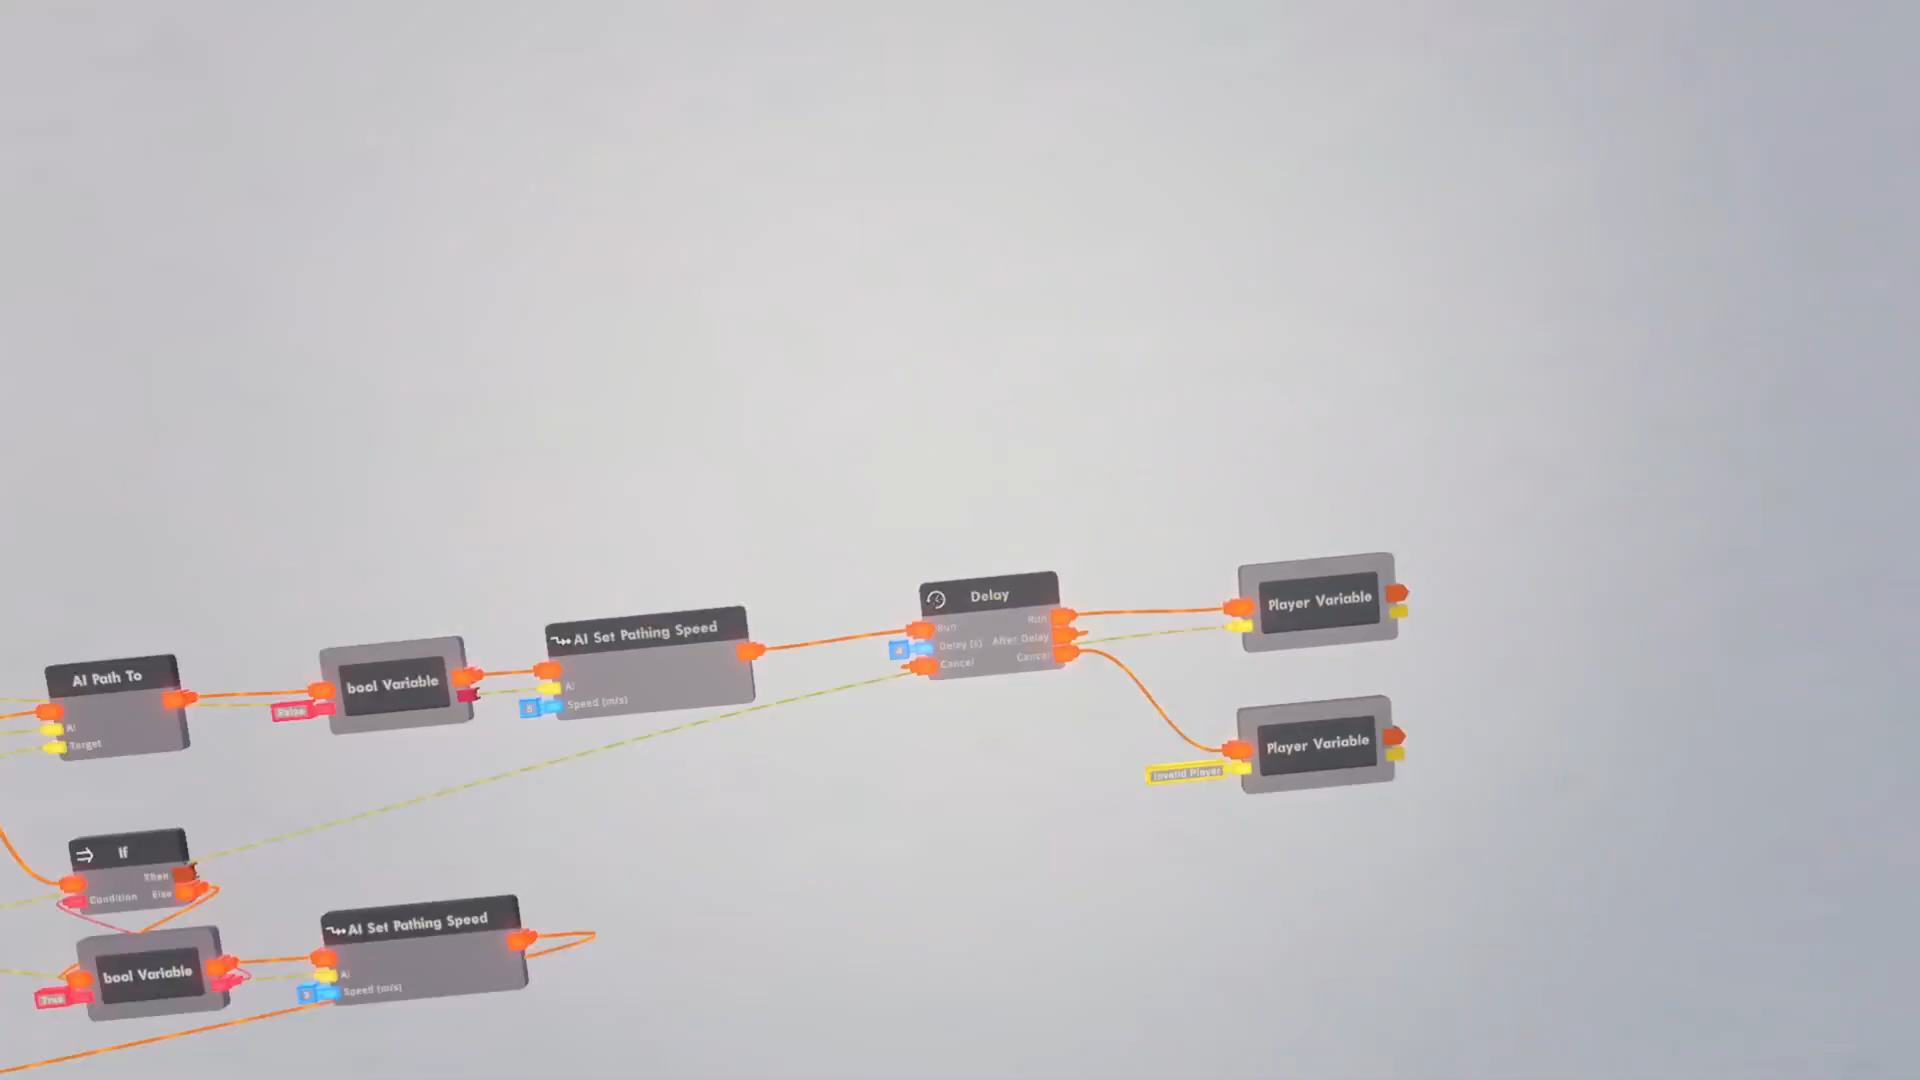 AI Path To
AI
Target
False
bool Variable
AI Set Pathing Speed
AI
Speed (m/s)
Delay
Run
Run
Delay (s)
After Delay
Cancel
Cancel
Player Variable
Invalid Player
Player Variable
If
Then
Condition
Else
True
bool Variable
AI Set Pathing Speed
AI
Speed (m/s)